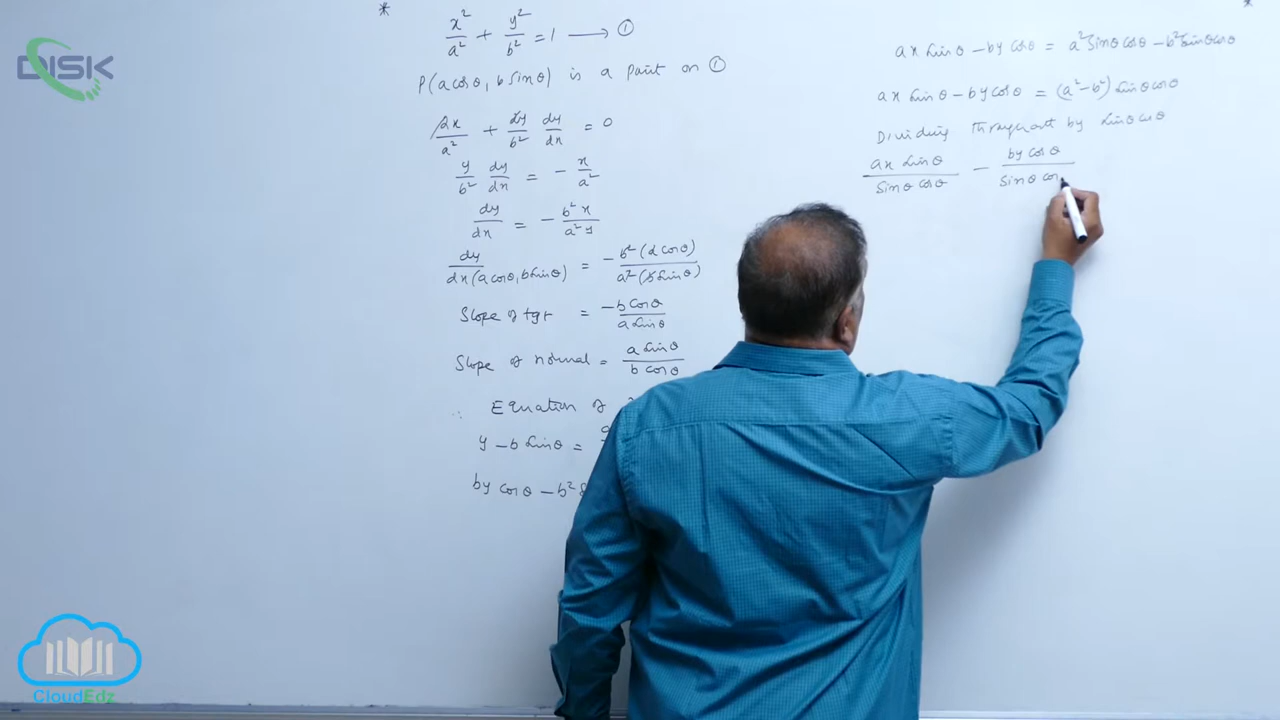 DISK
*
x²/a² + y²/b² = 1 → ①
P(a cosθ, b sinθ) is a point on ①
2x/a² + 2y/b² dy/dx = 0
y/b² dy/dx = - x/a²
dy/dx = - b²x/a²y
dy/dx(a cosθ, b sinθ) = -b²(a cosθ)/a²(b sinθ)
Slope of tgt = -b cosθ/a sinθ
Slope of normal = a sinθ/b cosθ
∴ Equation of
y - b sinθ =
by cosθ - b²
*
ax sinθ - by cosθ = a² sinθ cosθ - b² sinθ cosθ
ax sinθ - by cosθ = (a² - b²) sinθ cosθ
Dividing throughout by sinθ cosθ
ax sinθ/sinθ cosθ - by cosθ/sinθ cos
CloudEdz